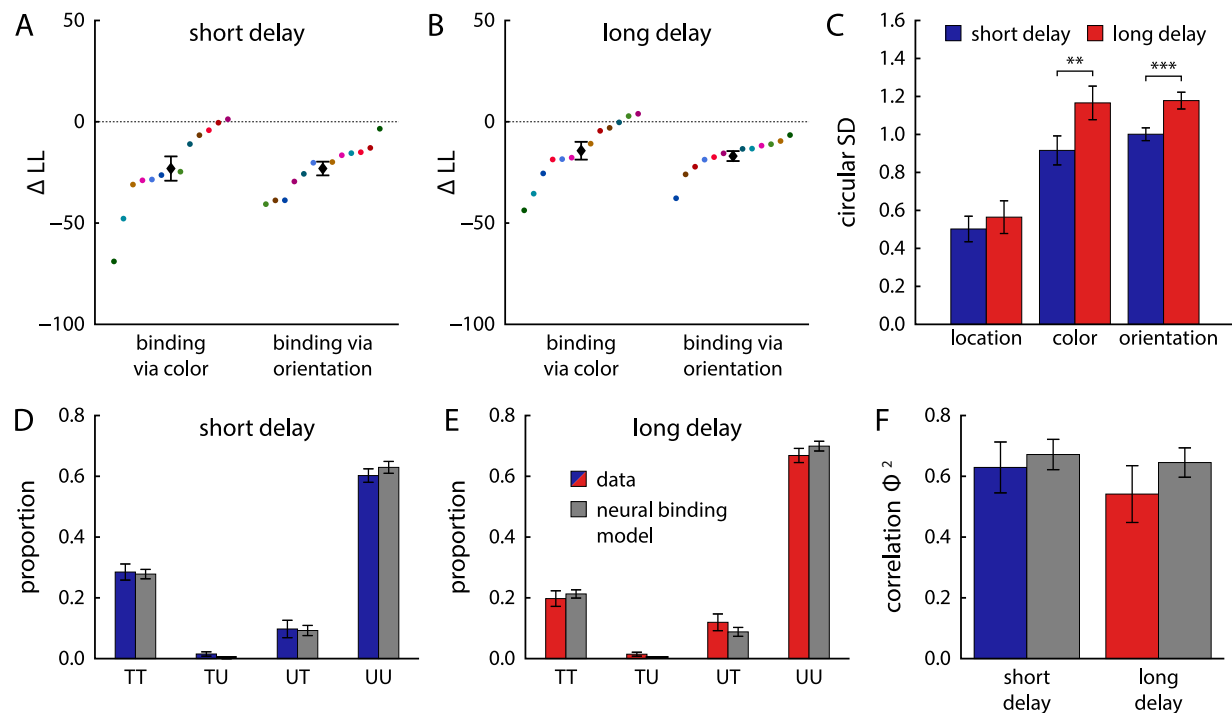 A
short delay
50
0
−50
−100
Δ LL
binding
via color
binding via
orientation
B
long delay
50
0
−50
−100
Δ LL
binding
via color
binding via
orientation
C
short delay
long delay
1.6
1.4
1.2
1.0
0.8
0.6
0.4
0.2
0.0
circular SD
**
***
location
color
orientation
D
short delay
0.8
0.6
0.4
0.2
0.0
proportion
TT
TU
UT
UU
E
long delay
data
neural binding
model
0.8
0.6
0.4
0.2
0.0
proportion
TT
TU
UT
UU
F
0.8
0.6
0.4
0.2
0.0
correlation Φ ²
short
delay
long
delay